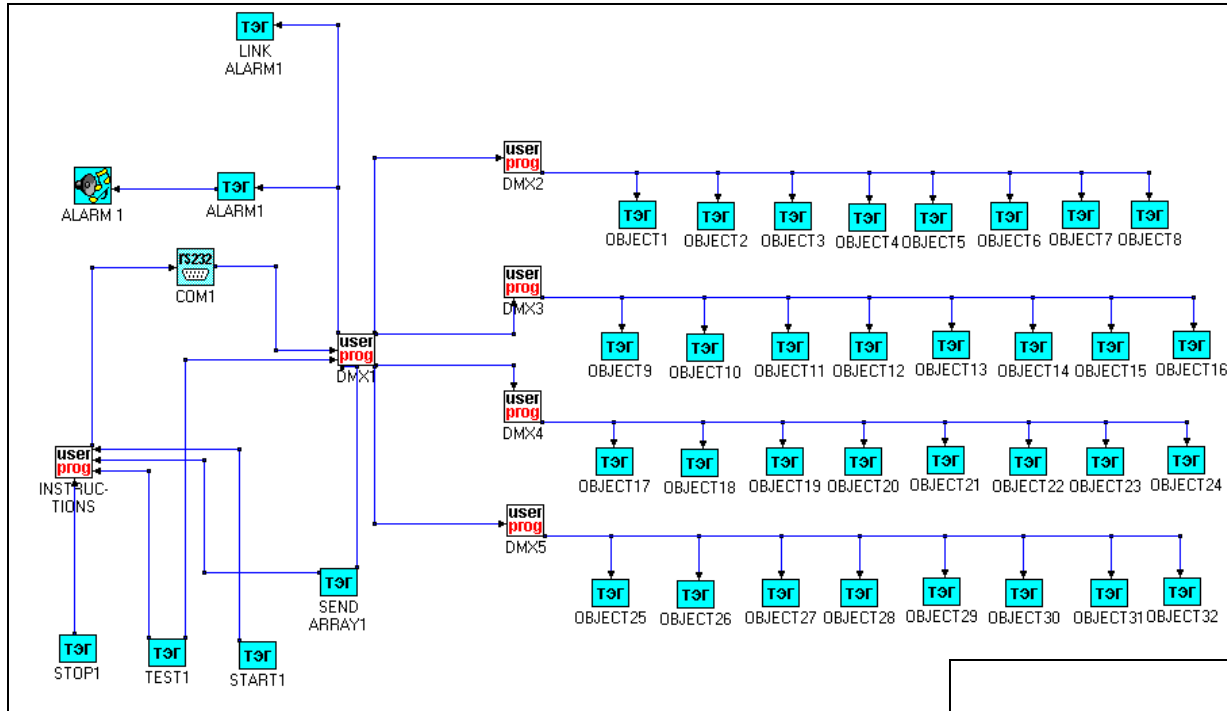 тэг
LINK
ALARM1
user
prog
DMX2
тэг тэг тэг тэг тэг тэг тэг тэг
OBJECT1 OBJECT2 OBJECT3 OBJECT4 OBJECT5 OBJECT6 OBJECT7 OBJECT8
ALARM 1
тэг
ALARM1
rs232
COM1
user
prog
DMX3
тэг тэг тэг тэг тэг тэг тэг тэг
OBJECT9 OBJECT10 OBJECT11 OBJECT12 OBJECT13 OBJECT14 OBJECT15 OBJECT16
user
prog
DMX1
user
prog
DMX4
тэг тэг тэг тэг тэг тэг тэг тэг
OBJECT17 OBJECT18 OBJECT19 OBJECT20 OBJECT21 OBJECT22 OBJECT23 OBJECT24
user
prog
INSTRUC-
TIONS
user
prog
DMX5
тэг тэг тэг тэг тэг тэг тэг тэг
OBJECT25 OBJECT26 OBJECT27 OBJECT28 OBJECT29 OBJECT30 OBJECT31 OBJECT32
тэг
SEND
ARRAY1
тэг
STOP1
тэг
TEST1
тэг
START1